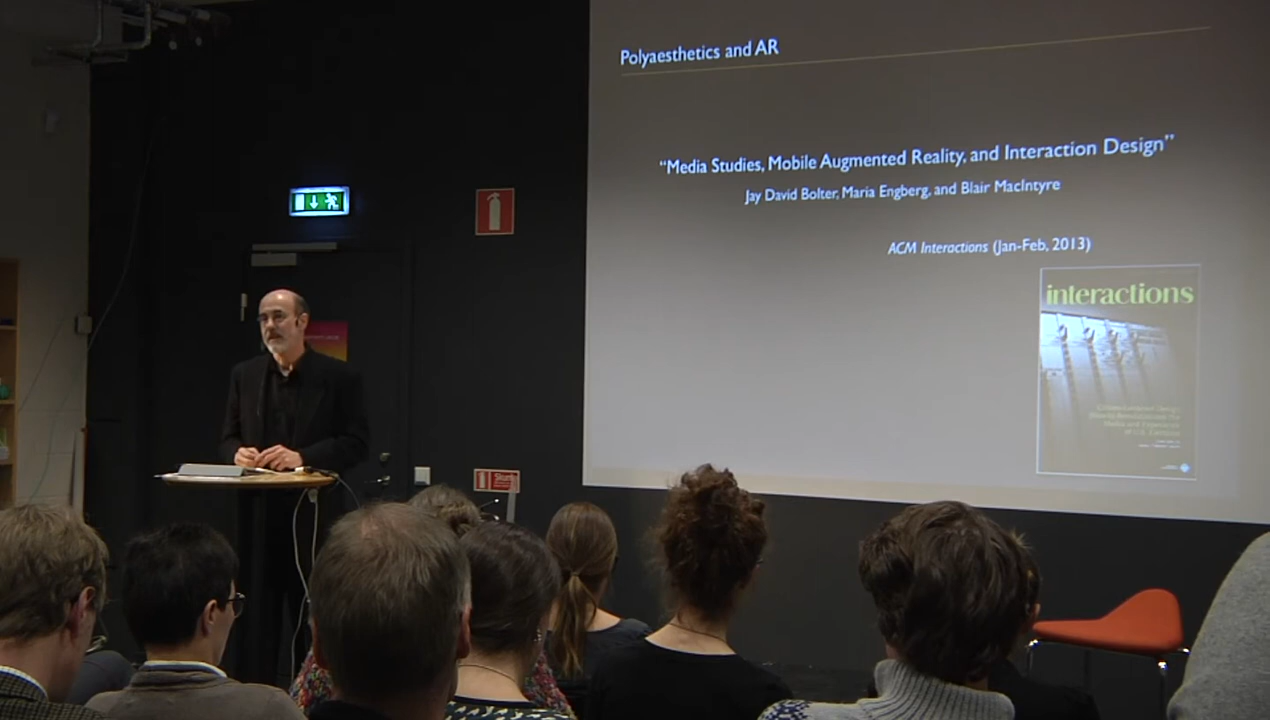 Polyaesthetics and AR
“Media Studies, Mobile Augmented Reality, and Interaction Design”
Jay David Bolter, Maria Engberg, and Blair MacIntyre
ACM Interactions (Jan-Feb, 2013)
interactions